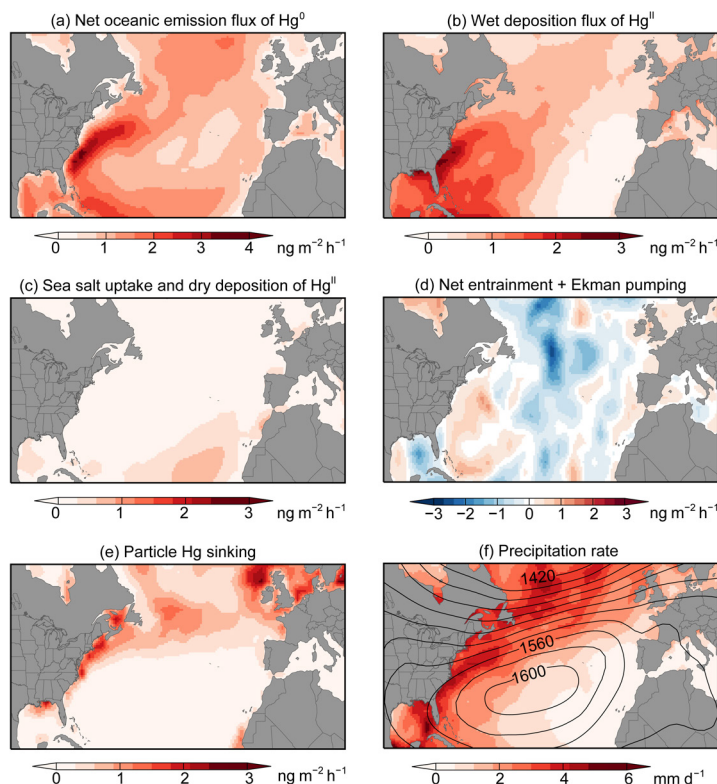 (a) Net oceanic emission flux of Hg⁰
(b) Wet deposition flux of Hgᴵᴵ
0 1 2 3 4 ng m⁻² h⁻¹
0 1 2 3 ng m⁻² h⁻¹
(c) Sea salt uptake and dry deposition of Hgᴵᴵ
(d) Net entrainment + Ekman pumping
0 1 2 3 ng m⁻² h⁻¹
−3 −2 −1 0 1 2 3 ng m⁻² h⁻¹
(e) Particle Hg sinking
(f) Precipitation rate
1420
1560
1600
0 1 2 3 ng m⁻² h⁻¹
0 2 4 6 mm d⁻¹